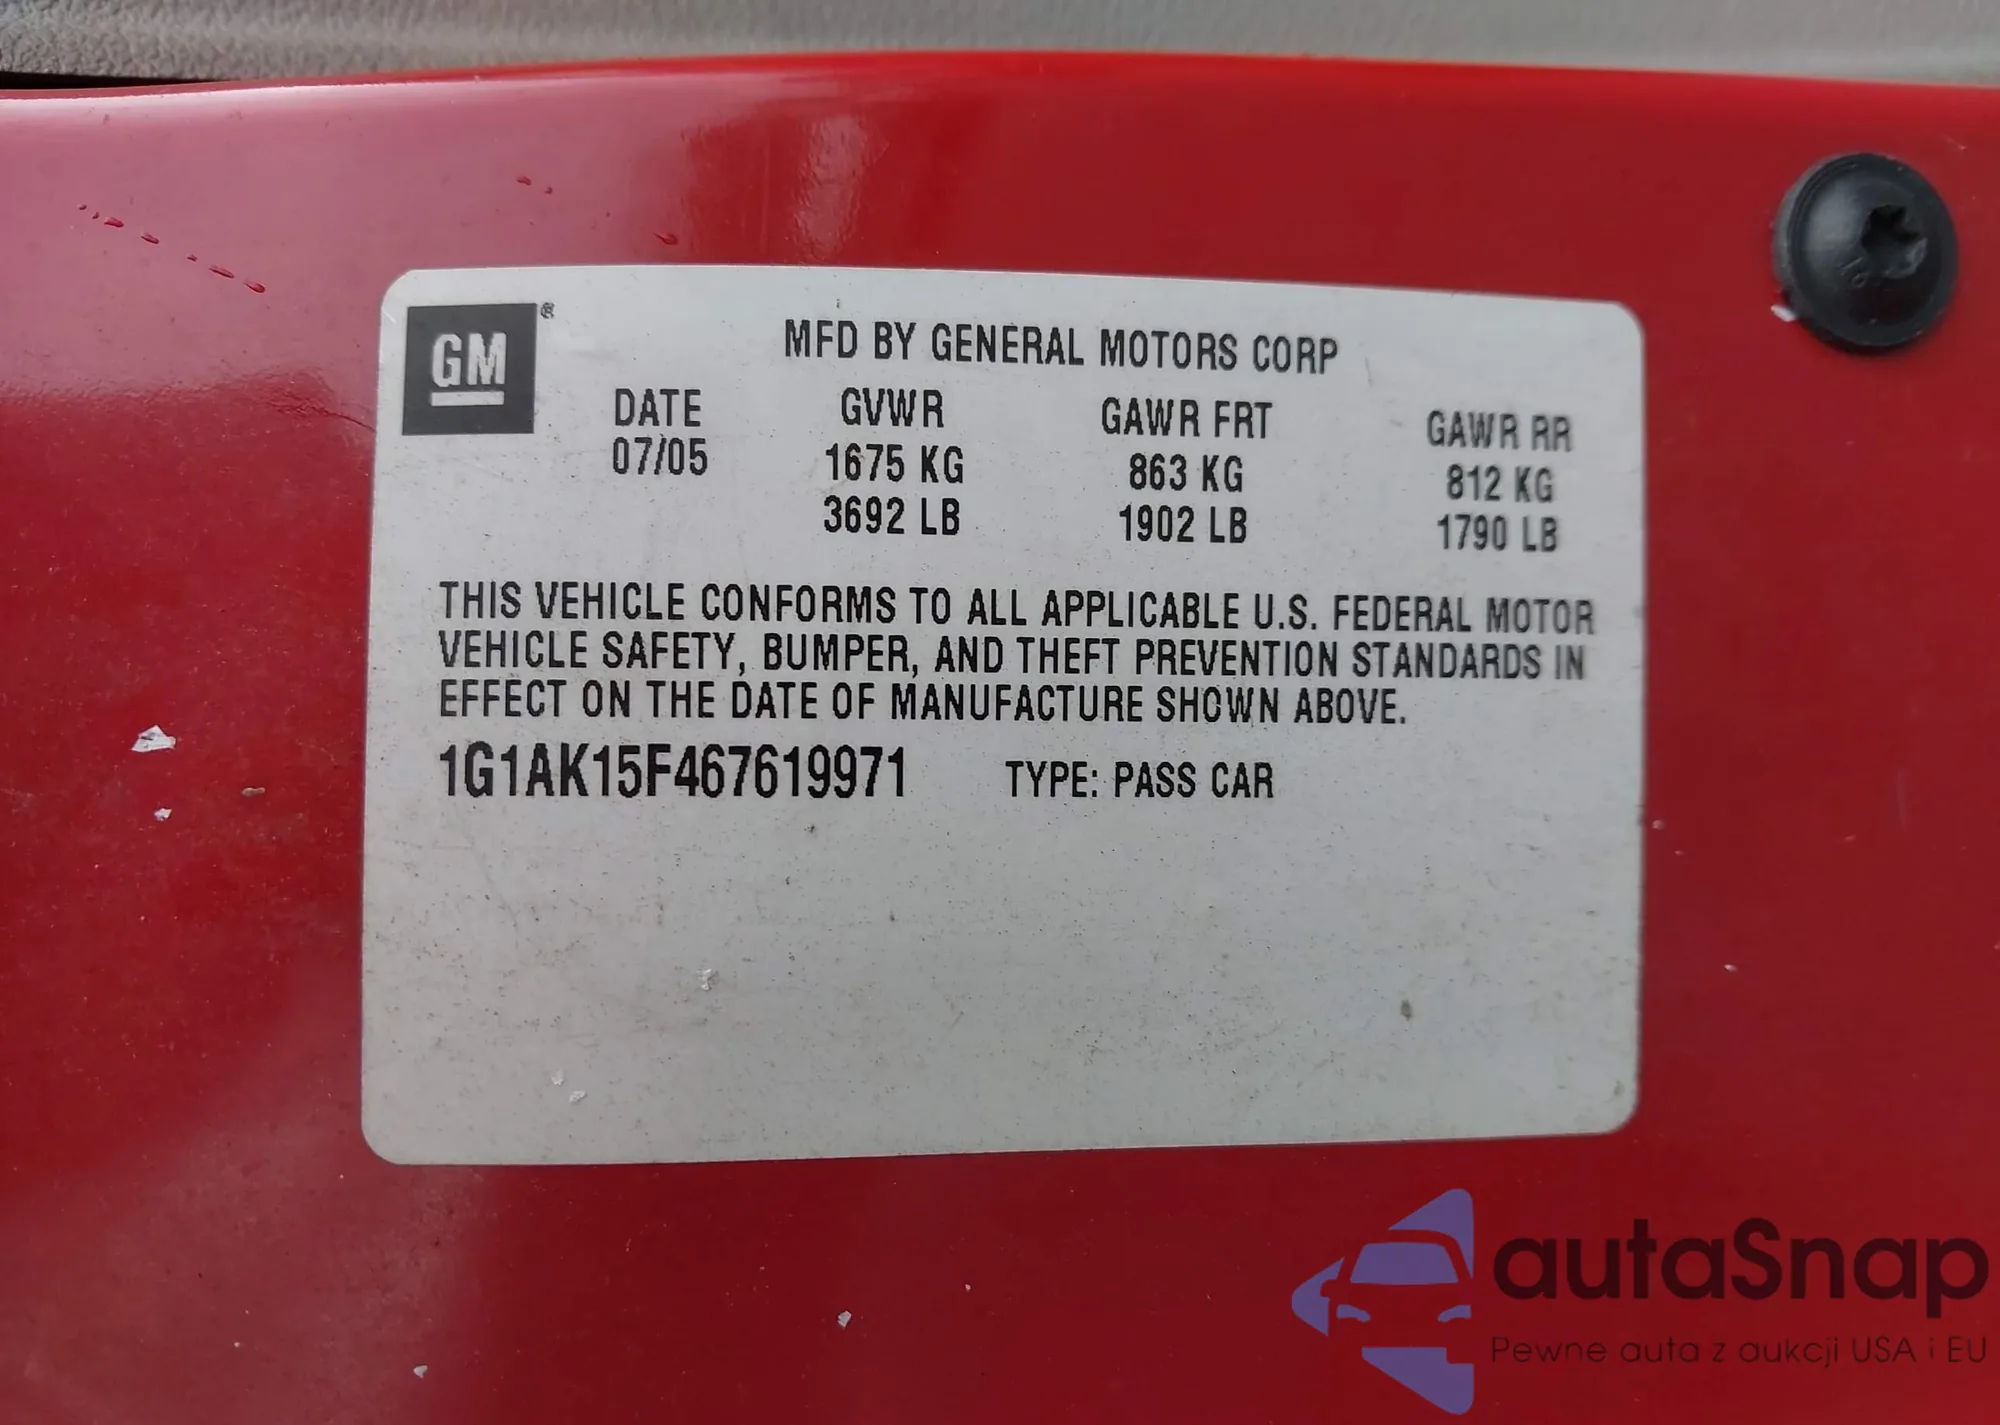 GM®
MFD BY GENERAL MOTORS CORP
DATE GVWR GAWR FRT GAWR RR
07/05 1675 KG 863 KG 812 KG
3692 LB 1902 LB 1790 LB
THIS VEHICLE CONFORMS TO ALL APPLICABLE U.S. FEDERAL MOTOR
VEHICLE SAFETY, BUMPER, AND THEFT PREVENTION STANDARDS IN
EFFECT ON THE DATE OF MANUFACTURE SHOWN ABOVE.
1G1AK15F467619971 TYPE: PASS CAR
autaSnap
Pewne auta z aukcji USA i EU